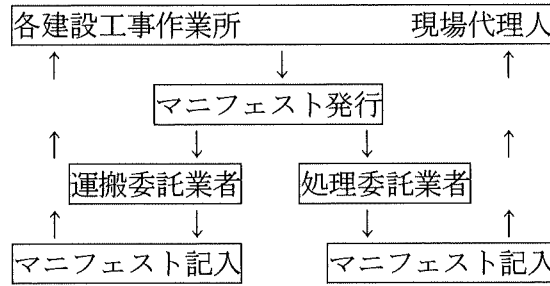 各建設工事作業所 現場代理人
↑ ↓ ↑
マニフェスト発行
↑ ↓ ↓ ↑
運搬委託業者 処理委託業者
↑ ↓ ↓ ↑
マニフェスト記入 マニフェスト記入